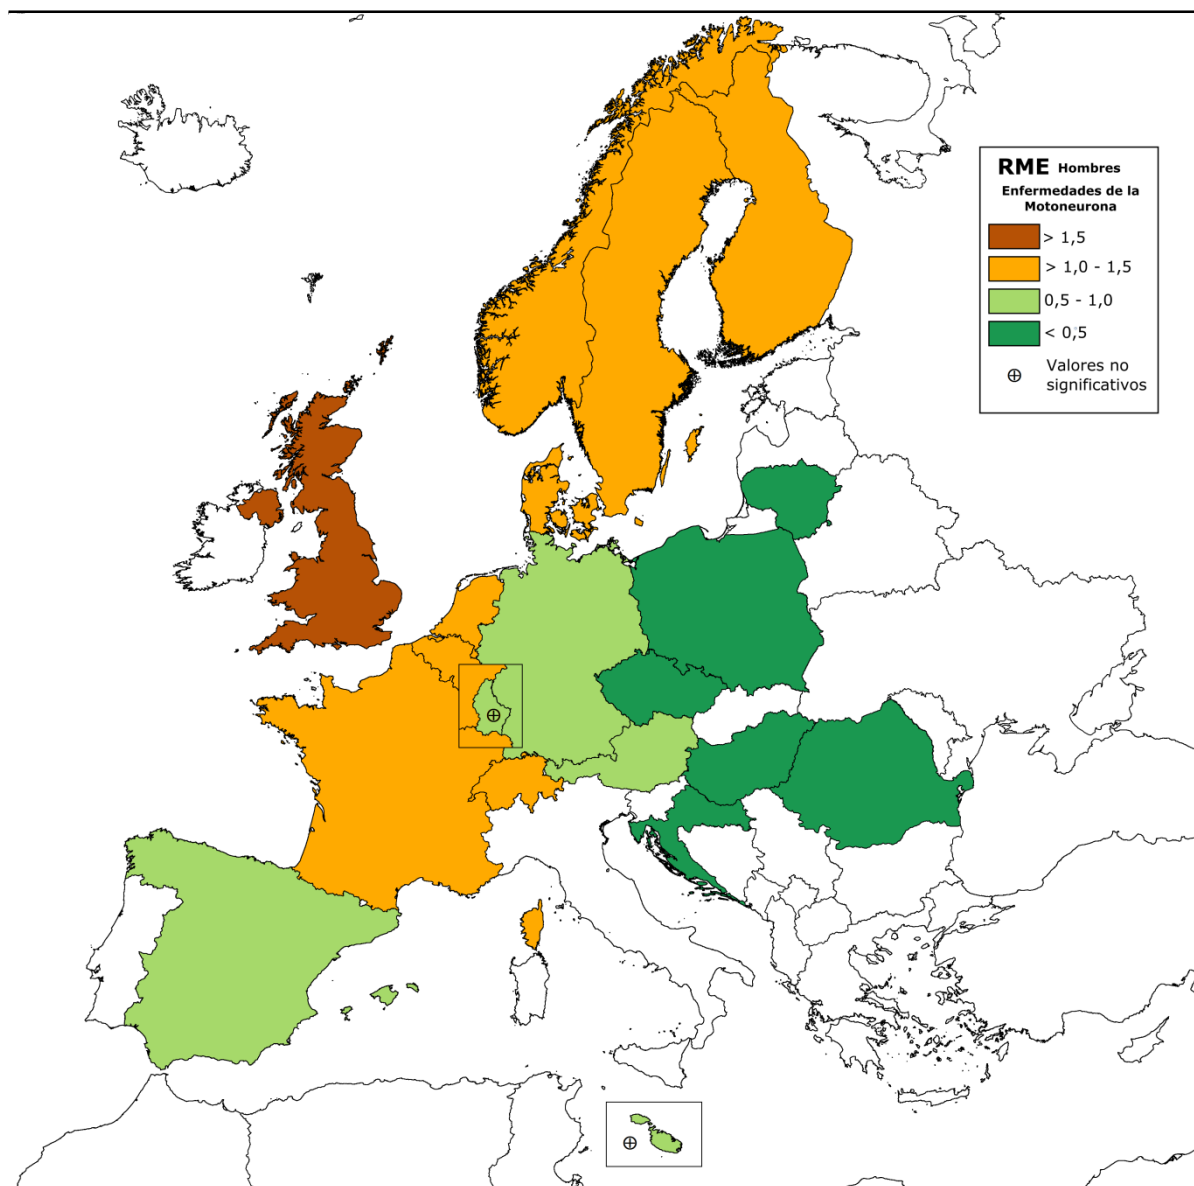 RME Hombres
Enfermedades de la
Motoneurona
> 1,5
> 1,0 - 1,5
0,5 - 1,0
< 0,5
Valores no
significativos